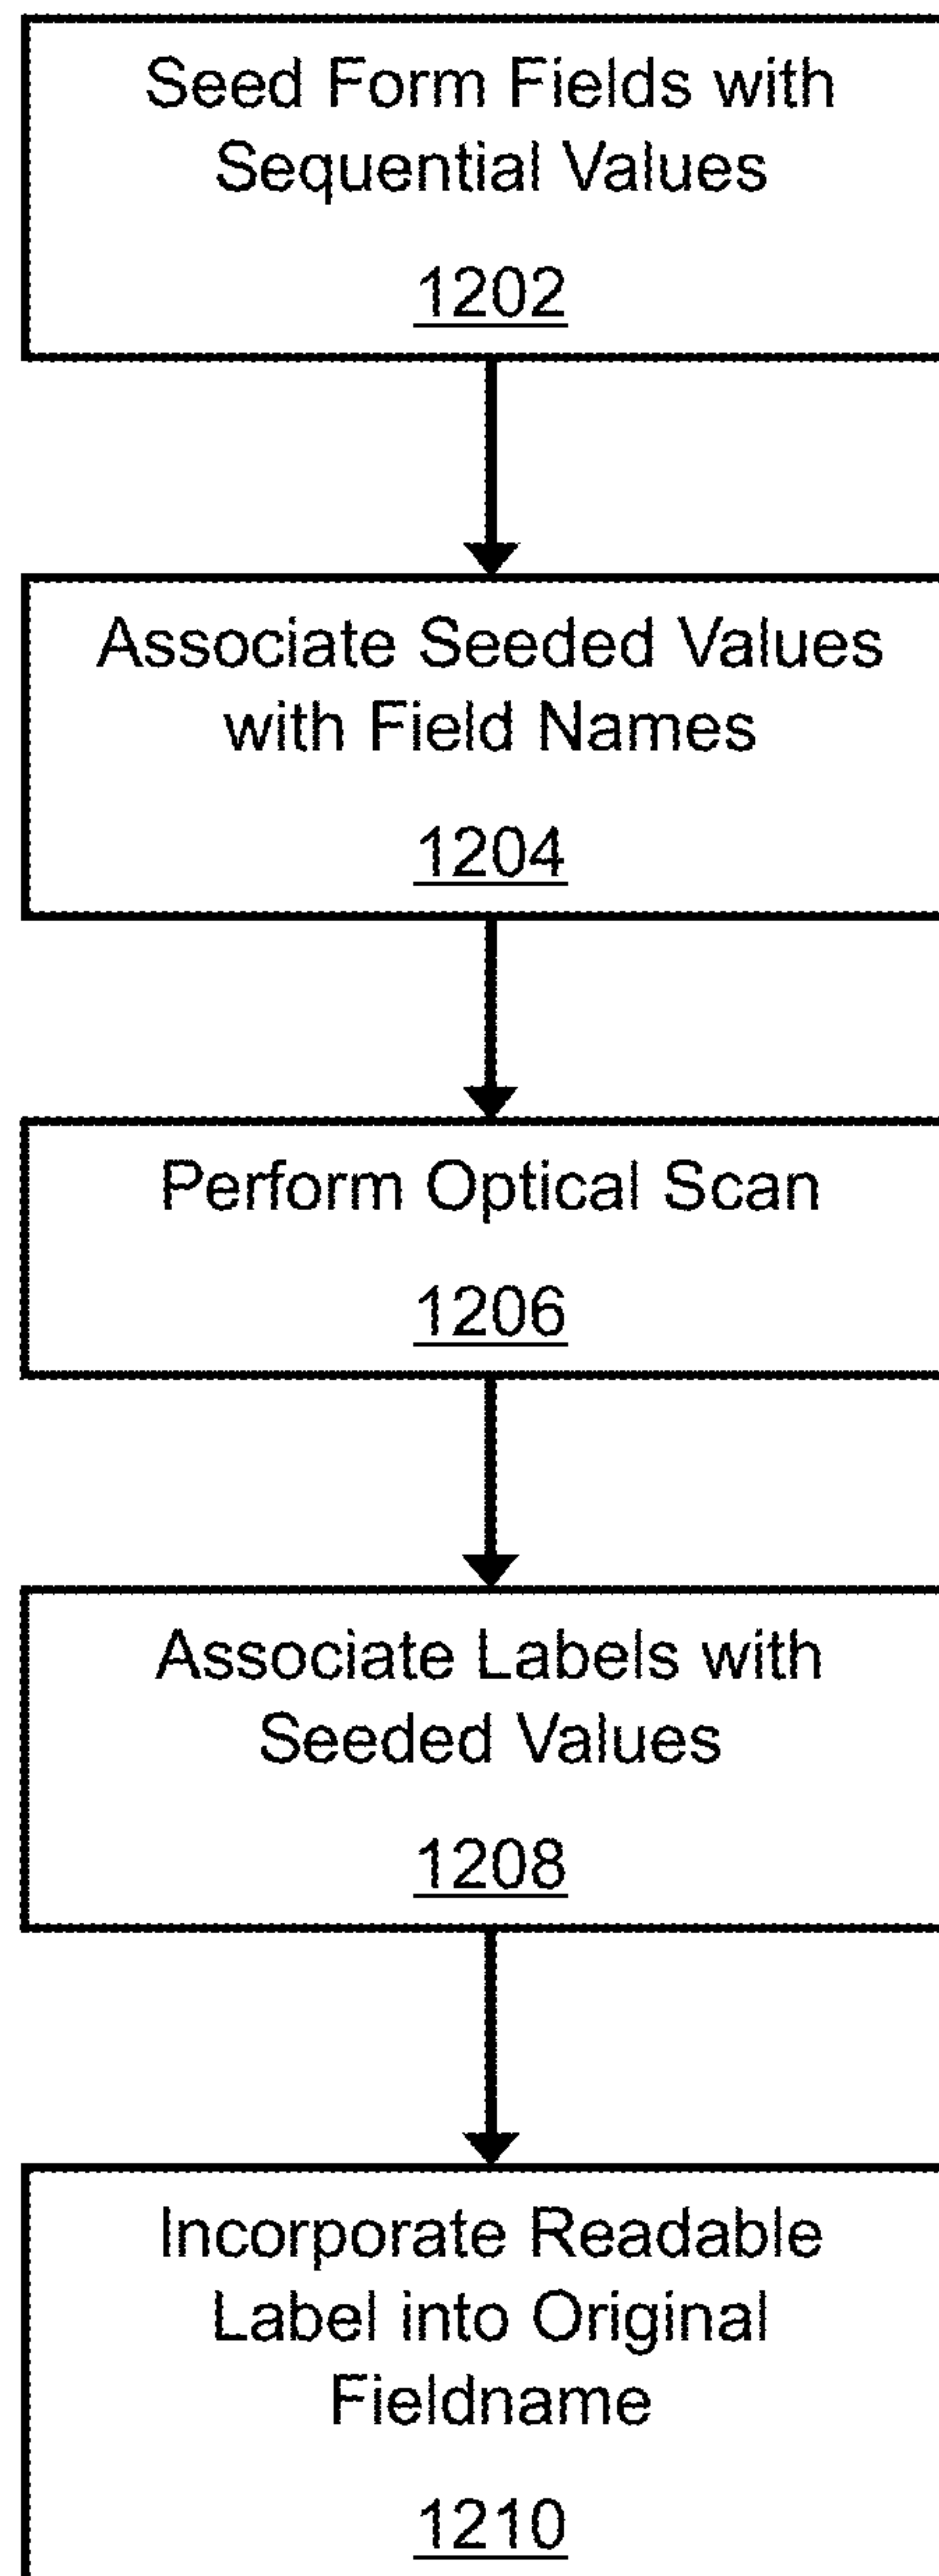 Seed Form Fields with
Sequential Values
1202
Associate Seeded Values
with Field Names
1204
Perform Optical Scan
1206
Associate Labels with
Seeded Values
1208
Incorporate Readable
Label into Original
Fieldname
1210